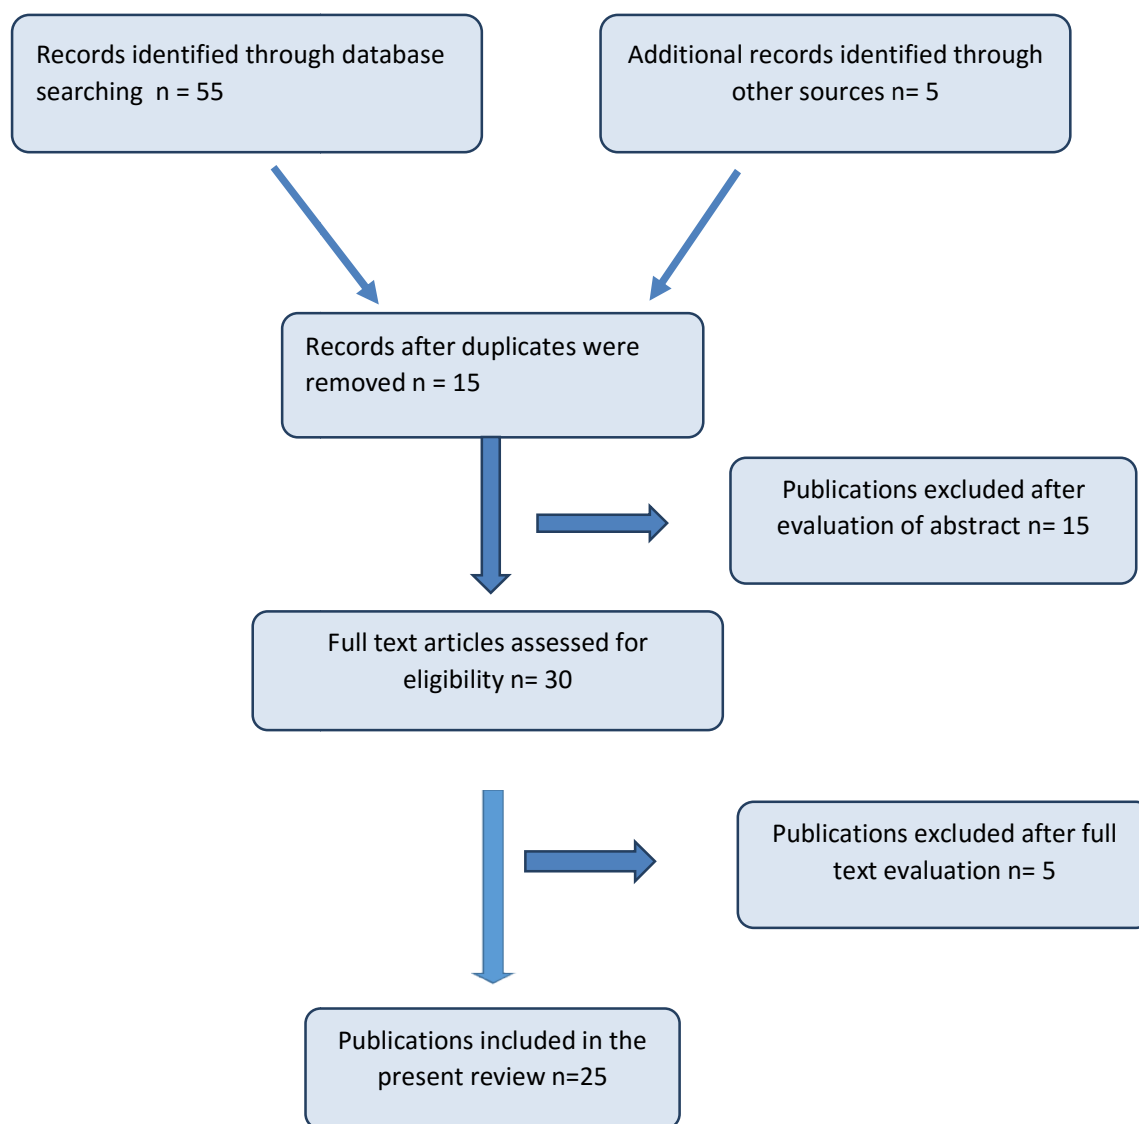 Records identified through database
searching  n = 55
Additional records identified through
other sources n= 5
Records after duplicates were
removed n = 15
Publications excluded after
evaluation of abstract n= 15
Full text articles assessed for
eligibility n= 30
Publications excluded after full
text evaluation n= 5
Publications included in the
present review n=25